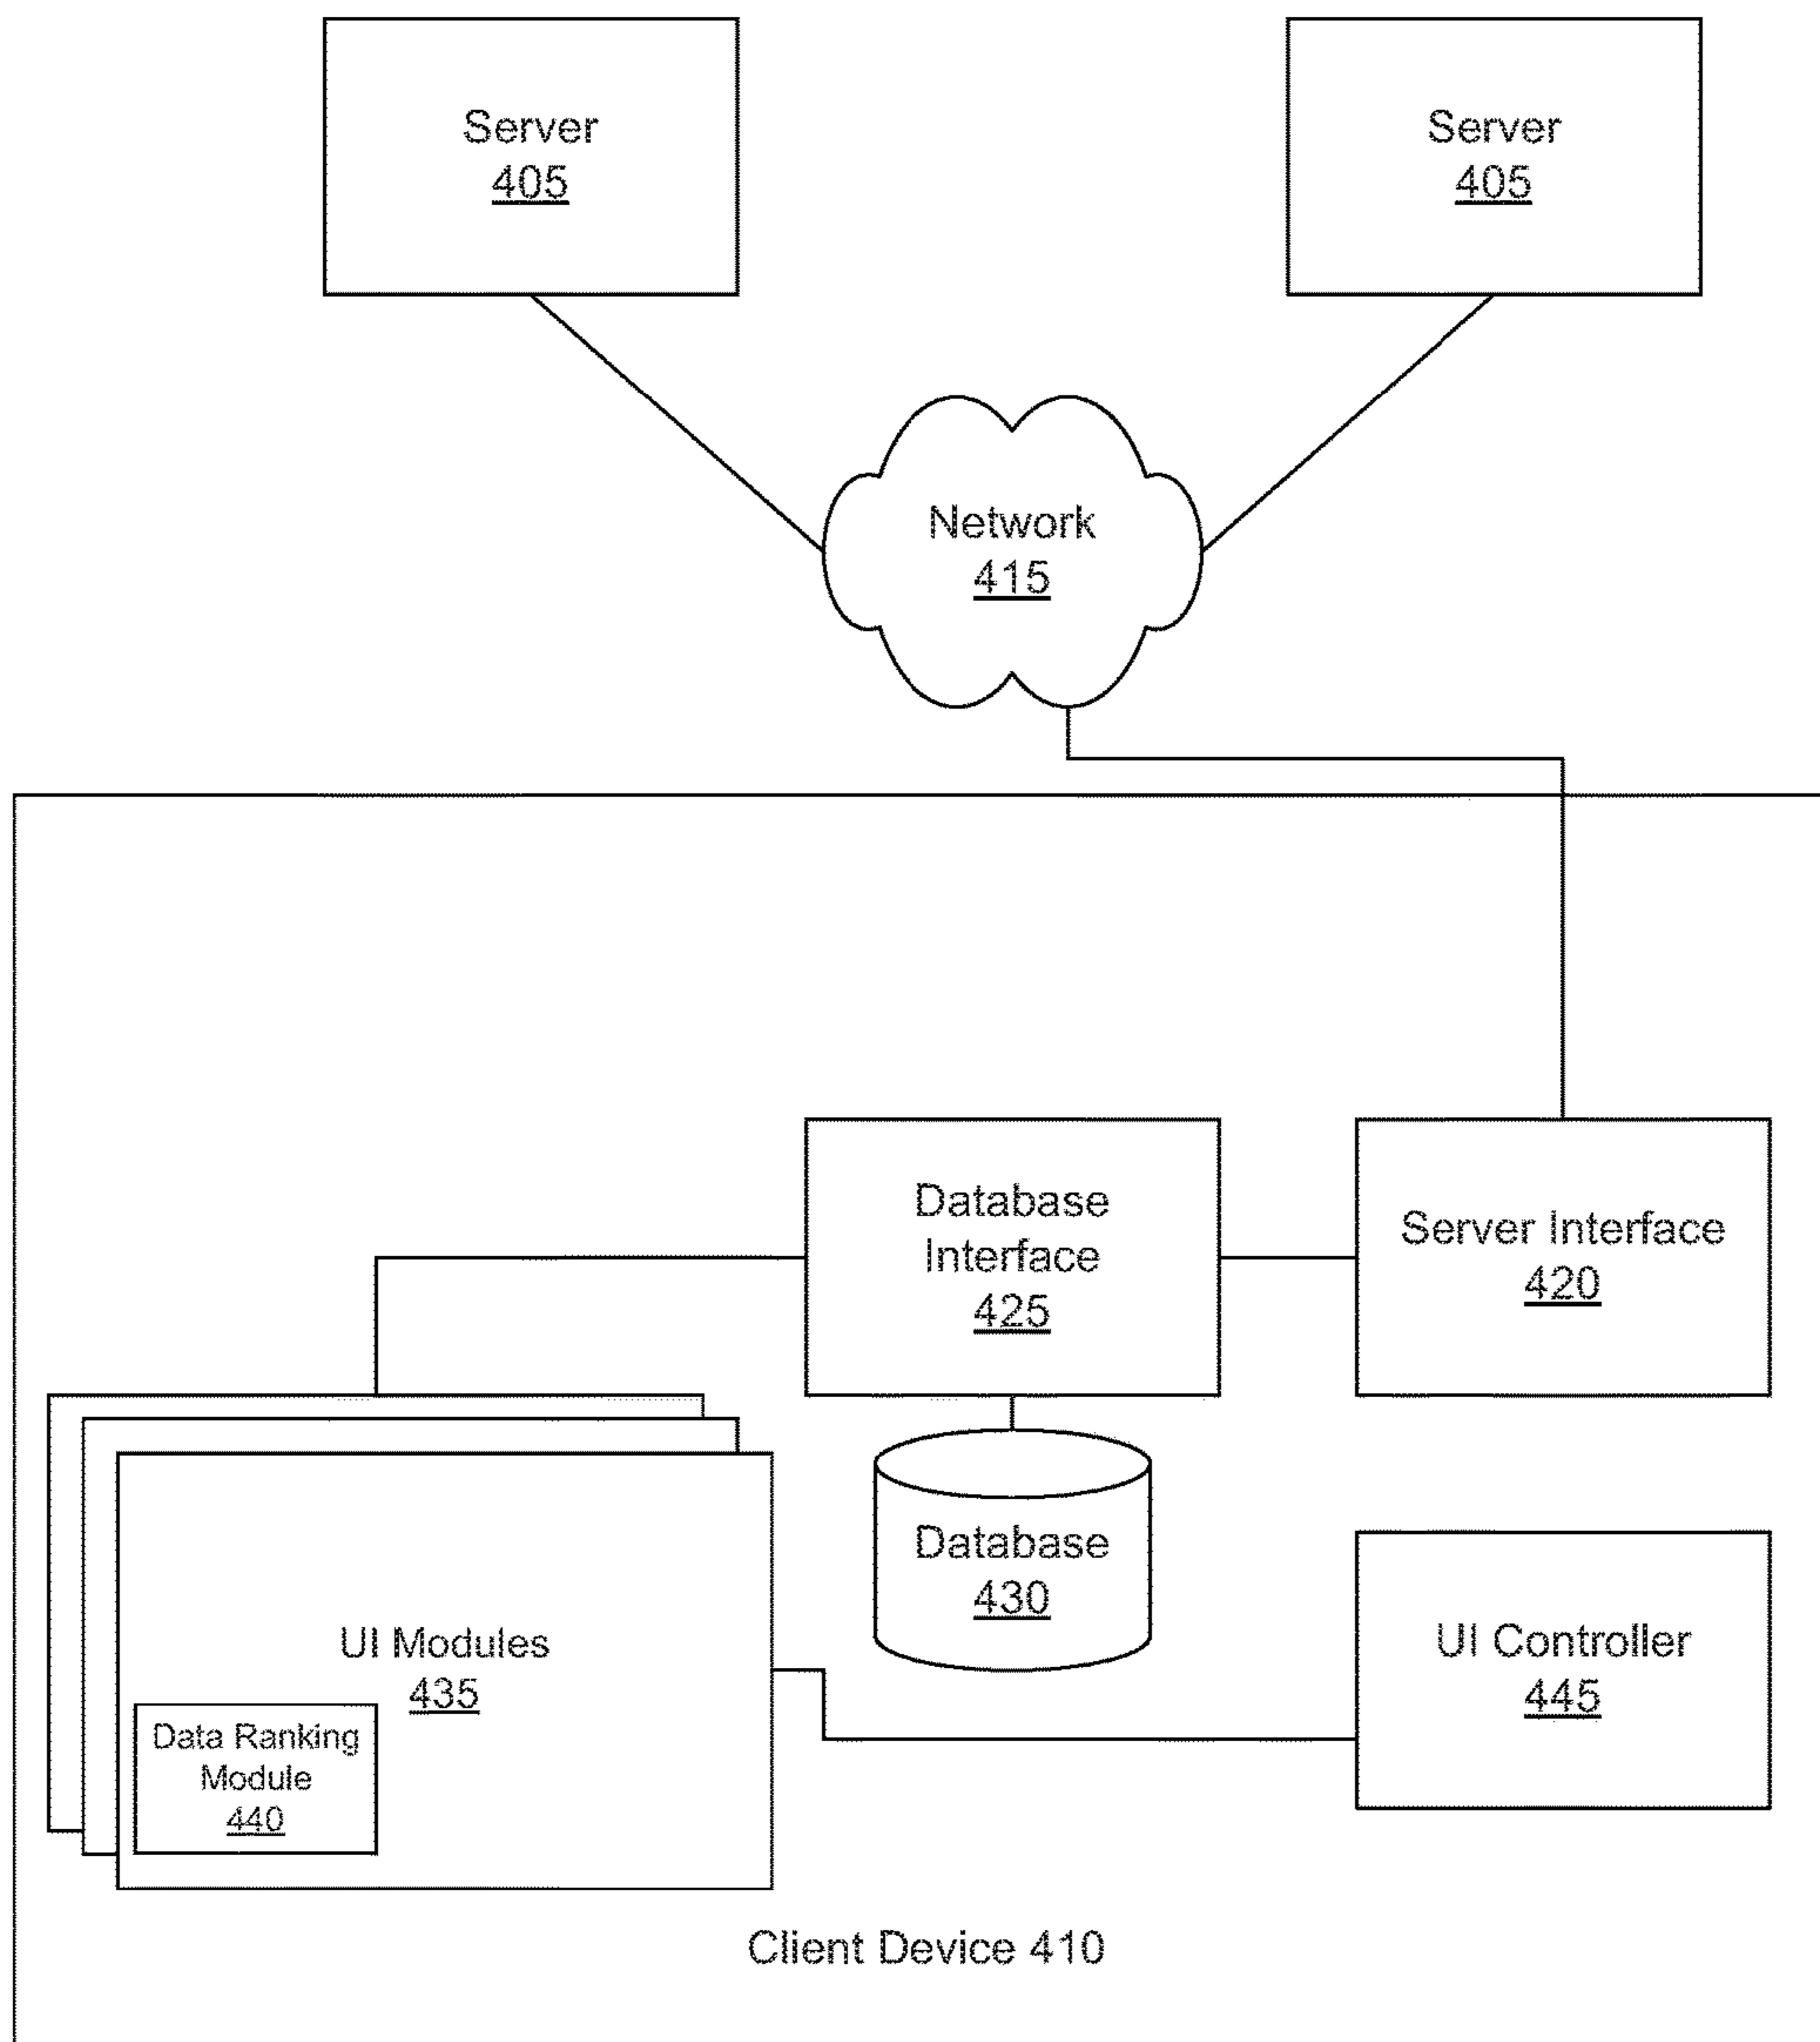 Server
405
Server
405
Network
415
Database
Interface
425
Server Interface
420
Database
430
UI Modules
435
Data Ranking
Module
440
UI Controller
445
Client Device 410